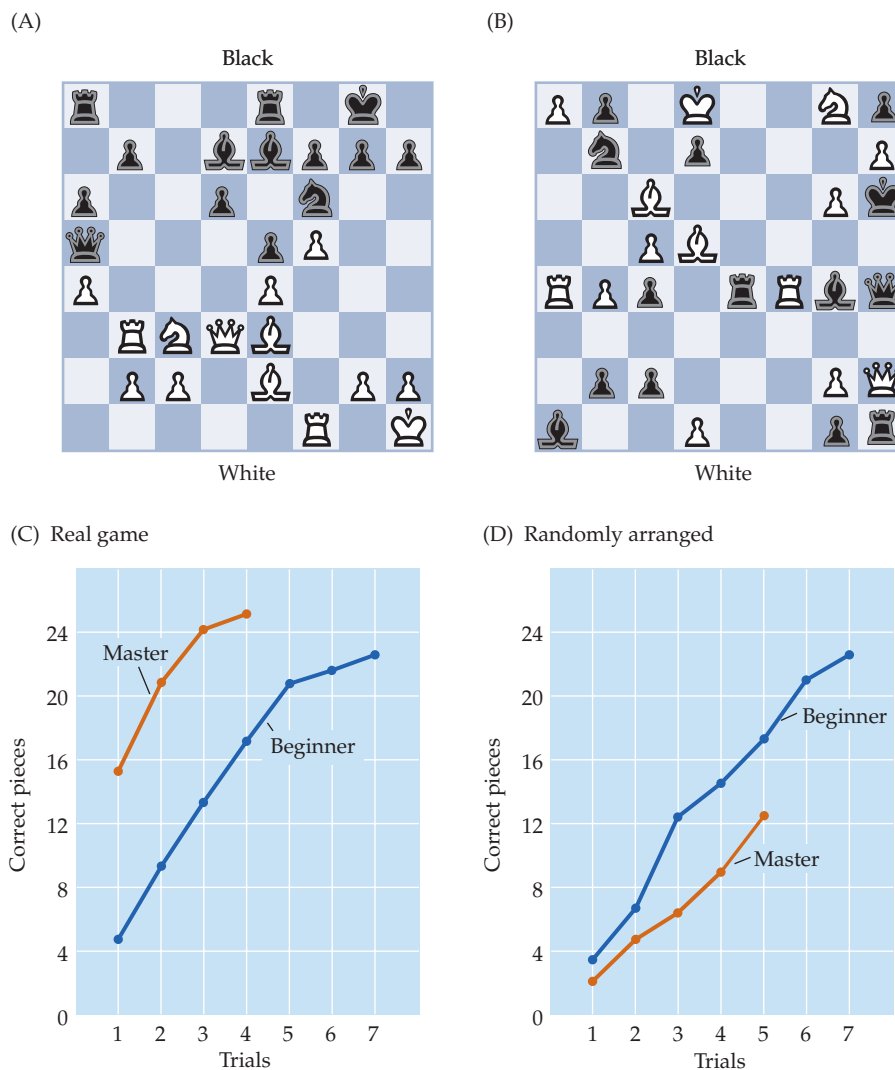 (A)
Black
White
(B)
Black
White
(C) Real game
Correct pieces
24
20
16
12
8
4
0
Master
Beginner
1 2 3 4 5 6 7
Trials
(D) Randomly arranged
Correct pieces
24
20
16
12
8
4
0
Beginner
Master
1 2 3 4 5 6 7
Trials